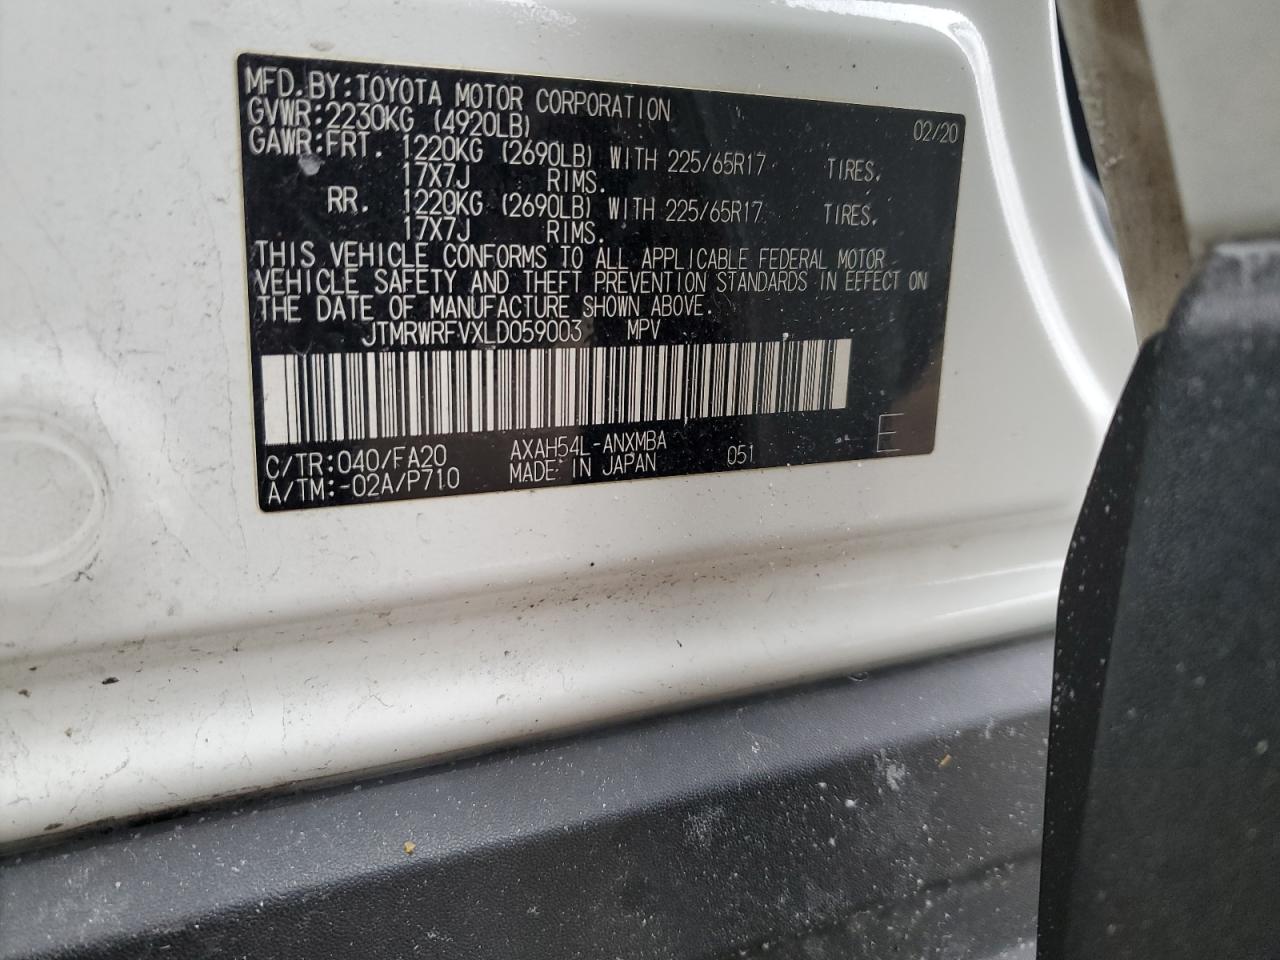 MFD.BY:TOYOTA MOTOR CORPORATION 02/20
GVWR:2230KG (4920LB)
GAWR:FRT. 1220KG (2690LB) WITH 225/65R17 TIRES,
17X7J RIMS.
RR. 1220KG (2690LB) WITH 225/65R17 TIRES,
17X7J RIMS.
THIS VEHICLE CONFORMS TO ALL APPLICABLE FEDERAL MOTOR
VEHICLE SAFETY AND THEFT PREVENTION STANDARDS IN EFFECT ON
THE DATE OF MANUFACTURE SHOWN ABOVE.
JTMRWRFVXLD059003 MPV
C/TR:040/FA20 AXAH54L-ANXMBA 051 E
A/TM:-02A/P710 MADE IN JAPAN